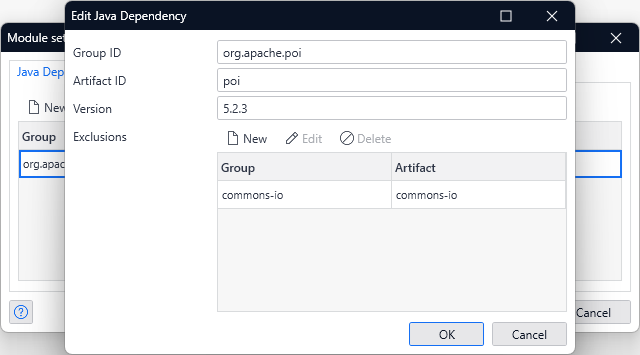 Edit Java Dependency
Module set
Group ID org.apache.poi
Java Dep
Artifact ID poi
New
Version 5.2.3
Group
Exclusions New Edit Delete
org.apac
Group Artifact
commons-io commons-io
?
OK Cancel
Cancel